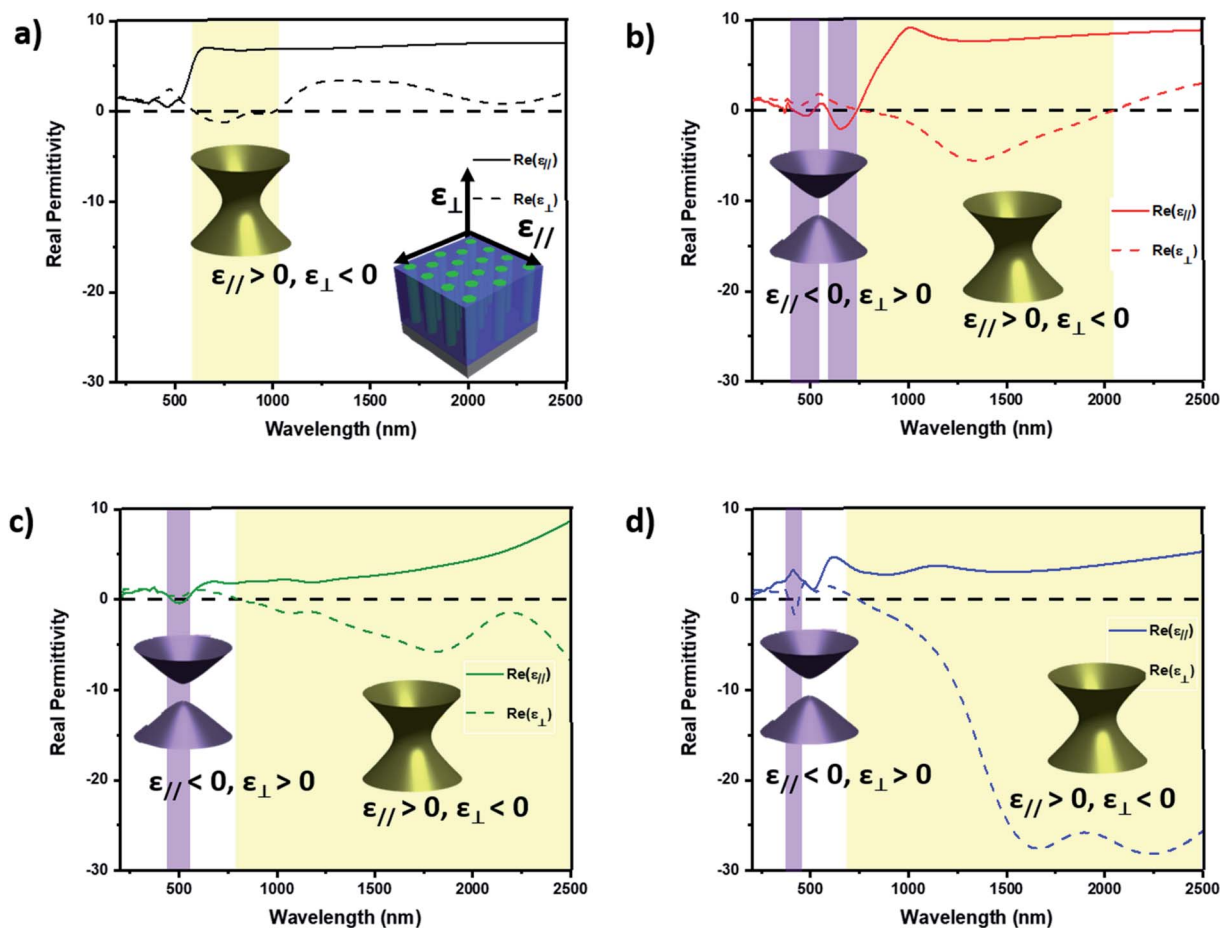 a)
10
0
-10
-20
-30
Real Permittivity
Re(ε//)
Re(ε⊥)
ε⊥
ε//
ε// > 0, ε⊥ < 0
500 1000 1500 2000 2500
Wavelength (nm)
b)
10
0
-10
-20
-30
Real Permittivity
Re(ε//)
Re(ε⊥)
ε// < 0, ε⊥ > 0
ε// > 0, ε⊥ < 0
500 1000 1500 2000 2500
Wavelength (nm)
c)
10
0
-10
-20
-30
Real Permittivity
Re(ε//)
Re(ε⊥)
ε// < 0, ε⊥ > 0
ε// > 0, ε⊥ < 0
500 1000 1500 2000 2500
Wavelength (nm)
d)
10
0
-10
-20
-30
Real Permittivity
Re(ε//)
Re(ε⊥)
ε// < 0, ε⊥ > 0
ε// > 0, ε⊥ < 0
500 1000 1500 2000 2500
Wavelength (nm)